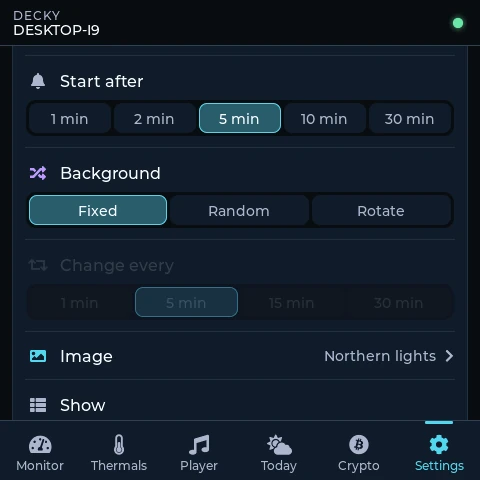 DECKY
DESKTOP-I9
Start after
1 min 2 min 5 min 10 min 30 min
Background
Fixed Random Rotate
Change every
1 min 5 min 15 min 30 min
Image Northern lights
Show
Monitor Thermals Player Today Crypto Settings